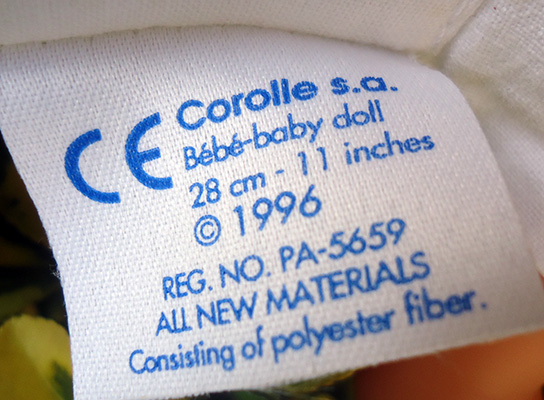 CE
Corolle s.a.
Bébé-baby doll
28 cm - 11 inches
© 1996
REG. NO. PA-5659
ALL NEW MATERIALS
Consisting of polyester fiber.